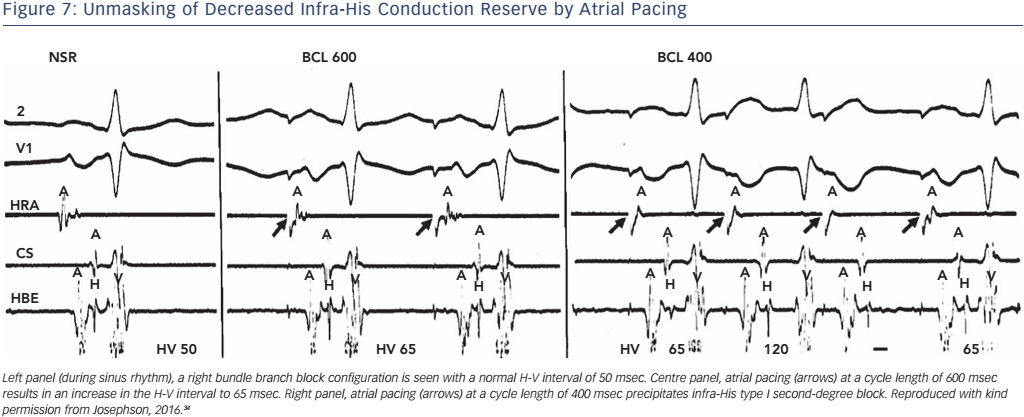 Figure 7: Unmasking of Decreased Infra-His Conduction Reserve by Atrial Pacing
NSR BCL 600 BCL 400
2
V1
A A A A A A A
HRA
A A A A A A
CS
A A A A A A A
H V H V H H V H V H H V
HBE
HV 50 HV 65 HV 65 120 — 65
Left panel (during sinus rhythm), a right bundle branch block configuration is seen with a normal H-V interval of 50 msec. Centre panel, atrial pacing (arrows) at a cycle length of 600 msec
results in an increase in the H-V interval to 65 msec. Right panel, atrial pacing (arrows) at a cycle length of 400 msec precipitates infra-His type I second-degree block. Reproduced with kind
permission from Josephson, 2016.³⁴